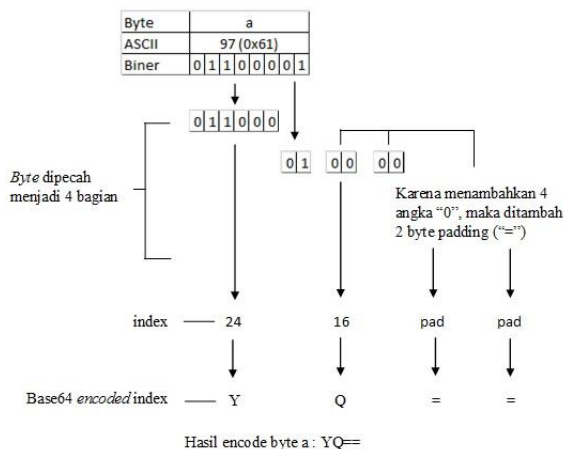 Byte a
ASCII 97 (0x61)
Biner 0 1 1 0 0 0 0 1
0 1 1 0 0 0
0 1 0 0 0 0
Byte dipecah
menjadi 4 bagian
Karena menambahkan 4
angka “0”, maka ditambah
2 byte padding (“=”)
index 24 16 pad pad
Base64 encoded index Y Q = =
Hasil encode byte a : YQ==